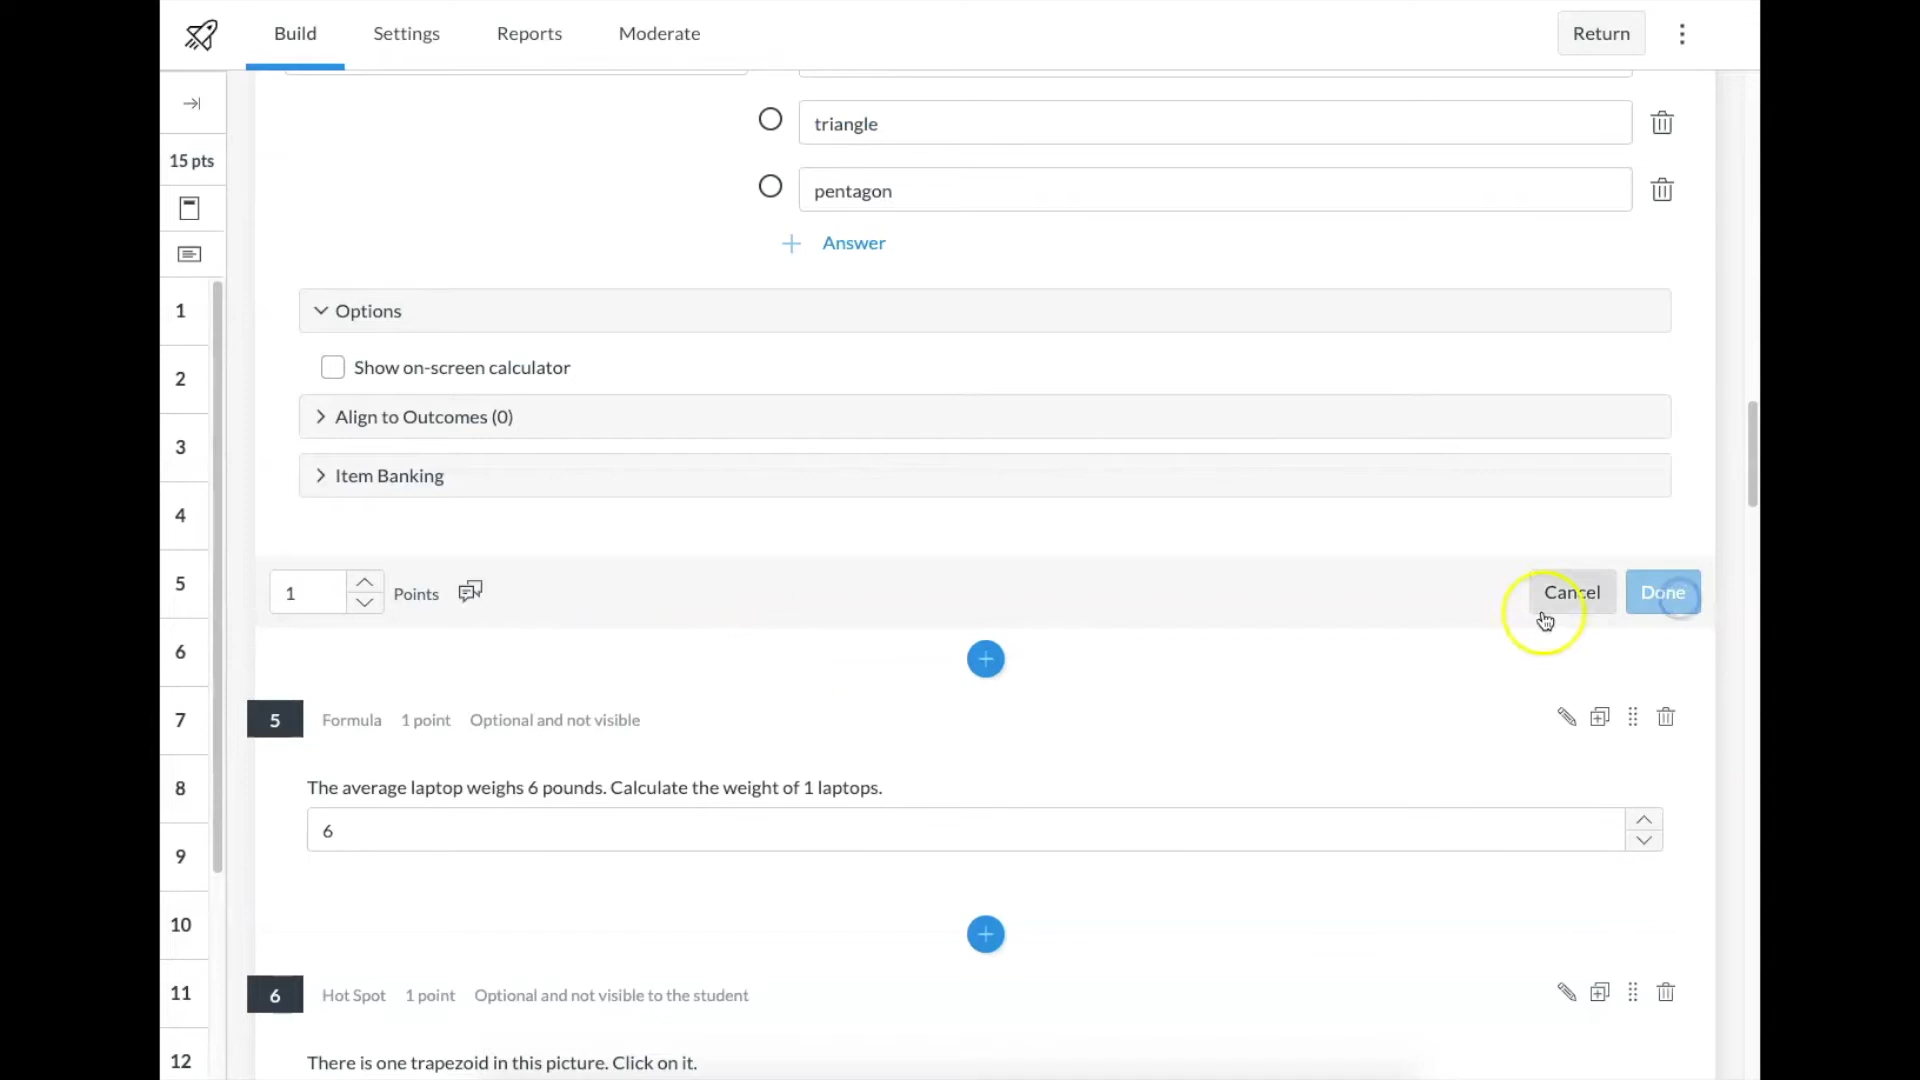 Build Settings Reports Moderate Return
15 pts
triangle
pentagon
Answer
Options
Show on-screen calculator
Align to Outcomes (0)
Item Banking
1 Points Cancel Done
5 Formula 1 point Optional and not visible
The average laptop weighs 6 pounds. Calculate the weight of 1 laptops.
6
6 Hot Spot 1 point Optional and not visible to the student
There is one trapezoid in this picture. Click on it.
1
2
3
4
5
6
7
8
9
10
11
12